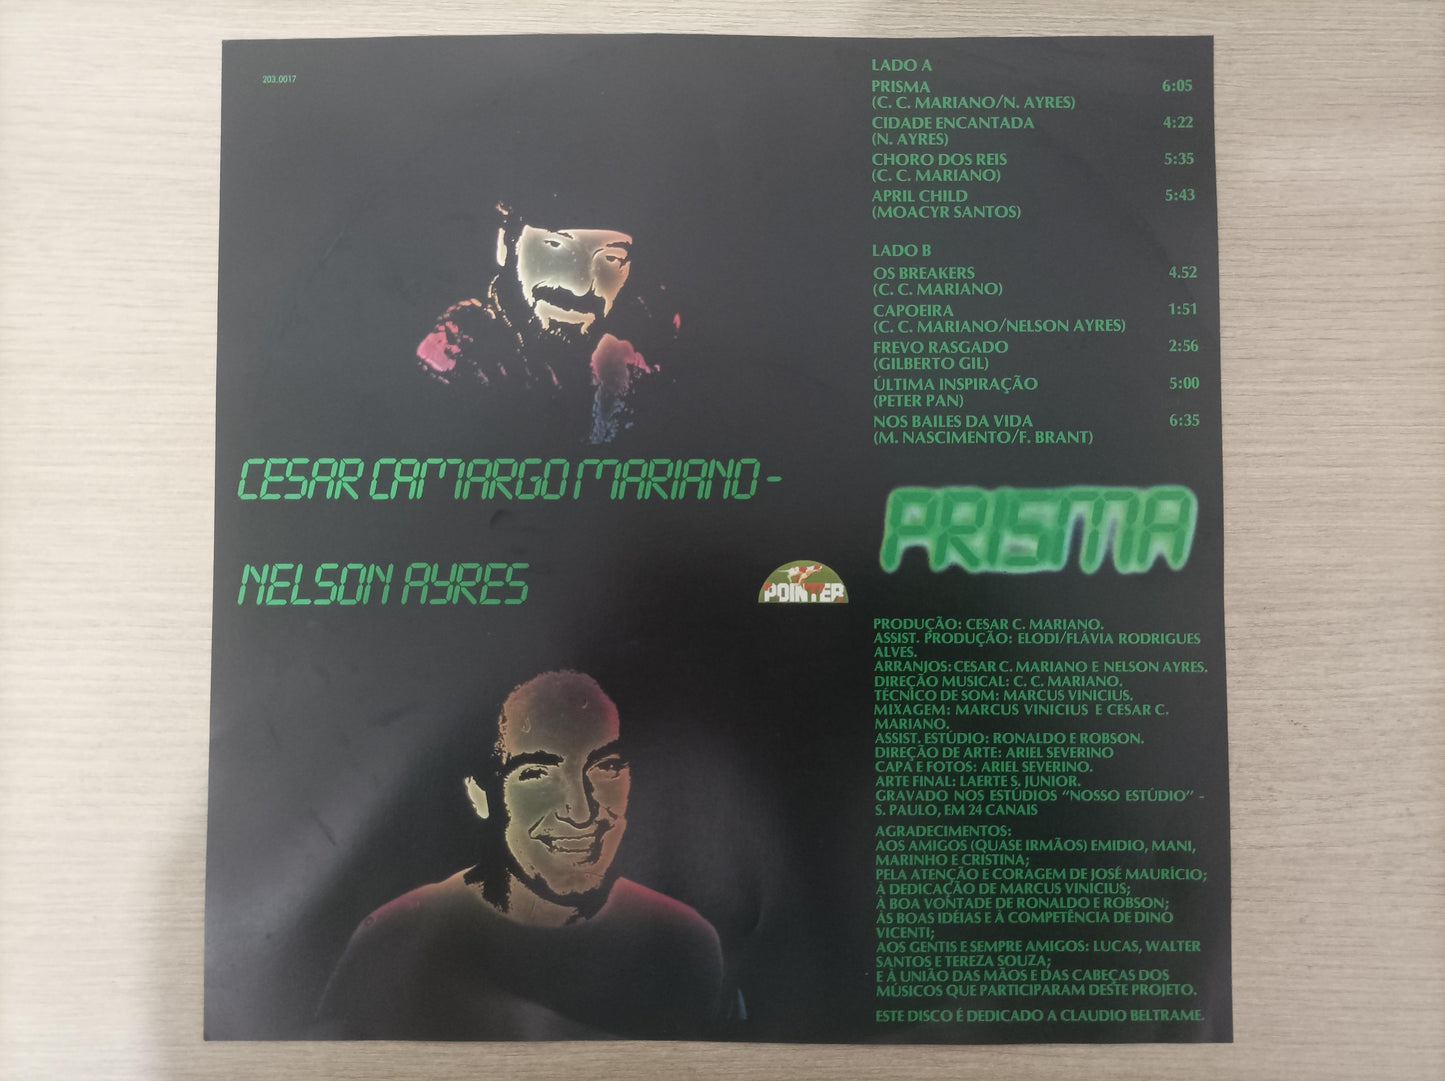 203.0017
LADO A
PRISMA 6:05
(C. C. MARIANO/N. AYRES)
CIDADE ENCANTADA 4:22
(N. AYRES)
CHORO DOS REIS 5:35
(C. C. MARIANO)
APRIL CHILD 5:43
(MOACYR SANTOS)
LADO B
OS BREAKERS 4.52
(C. C. MARIANO)
CAPOEIRA 1:51
(C. C. MARIANO/NELSON AYRES)
FREVO RASGADO 2:56
(GILBERTO GIL)
ÚLTIMA INSPIRAÇÃO 5:00
(PETER PAN)
NOS BAILES DA VIDA 6:35
(M. NASCIMENTO/F. BRANT)
CESAR CAMARGO MARIANO -
NELSON AYRES
PRISMA
POINTER
PRODUÇÃO: CESAR C. MARIANO.
ASSIST. PRODUÇÃO: ELODI/FLÁVIA RODRIGUES
ALVES.
ARRANJOS: CESAR C. MARIANO E NELSON AYRES.
DIREÇÃO MUSICAL: C. C. MARIANO.
TÉCNICO DE SOM: MARCUS VINICIUS.
MIXAGEM: MARCUS VINICIUS E CESAR C.
MARIANO.
ASSIST. ESTÚDIO: RONALDO E ROBSON.
DIREÇÃO DE ARTE: ARIEL SEVERINO
CAPA E FOTOS: ARIEL SEVERINO.
ARTE FINAL: LAERTE S. JUNIOR.
GRAVADO NOS ESTÚDIOS “NOSSO ESTÚDIO” -
S. PAULO, EM 24 CANAIS
AGRADECIMENTOS:
AOS AMIGOS (QUASE IRMÃOS) EMIDIO, MANI,
MARINHO E CRISTINA;
PELA ATENÇÃO E CORAGEM DE JOSÉ MAURÍCIO;
À DEDICAÇÃO DE MARCUS VINICIUS;
À BOA VONTADE DE RONALDO E ROBSON;
ÀS BOAS IDÉIAS E À COMPETÊNCIA DE DINO
VICENTI;
AOS GENTIS E SEMPRE AMIGOS: LUCAS, WALTER
SANTOS E TEREZA SOUZA;
E À UNIÃO DAS MÃOS E DAS CABEÇAS DOS
MÚSICOS QUE PARTICIPARAM DESTE PROJETO.
ESTE DISCO É DEDICADO A CLAUDIO BELTRAME.